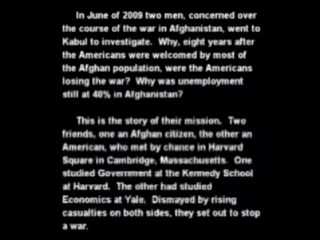 In June of 2009 two men, concerned over
the course of the war in Afghanistan, went to
Kabul to investigate. Why, eight years after
the Americans were welcomed by most of
the Afghan population, were the Americans
losing the war? Why was unemployment
still at 40% in Afghanistan?
This is the story of their mission. Two
friends, one an Afghan citizen, the other an
American, who met by chance in Harvard
Square in Cambridge, Massachusetts. One
studied Government at the Kennedy School
at Harvard. The other had studied
Economics at Yale. Dismayed by rising
casualties on both sides, they set out to stop
a war.